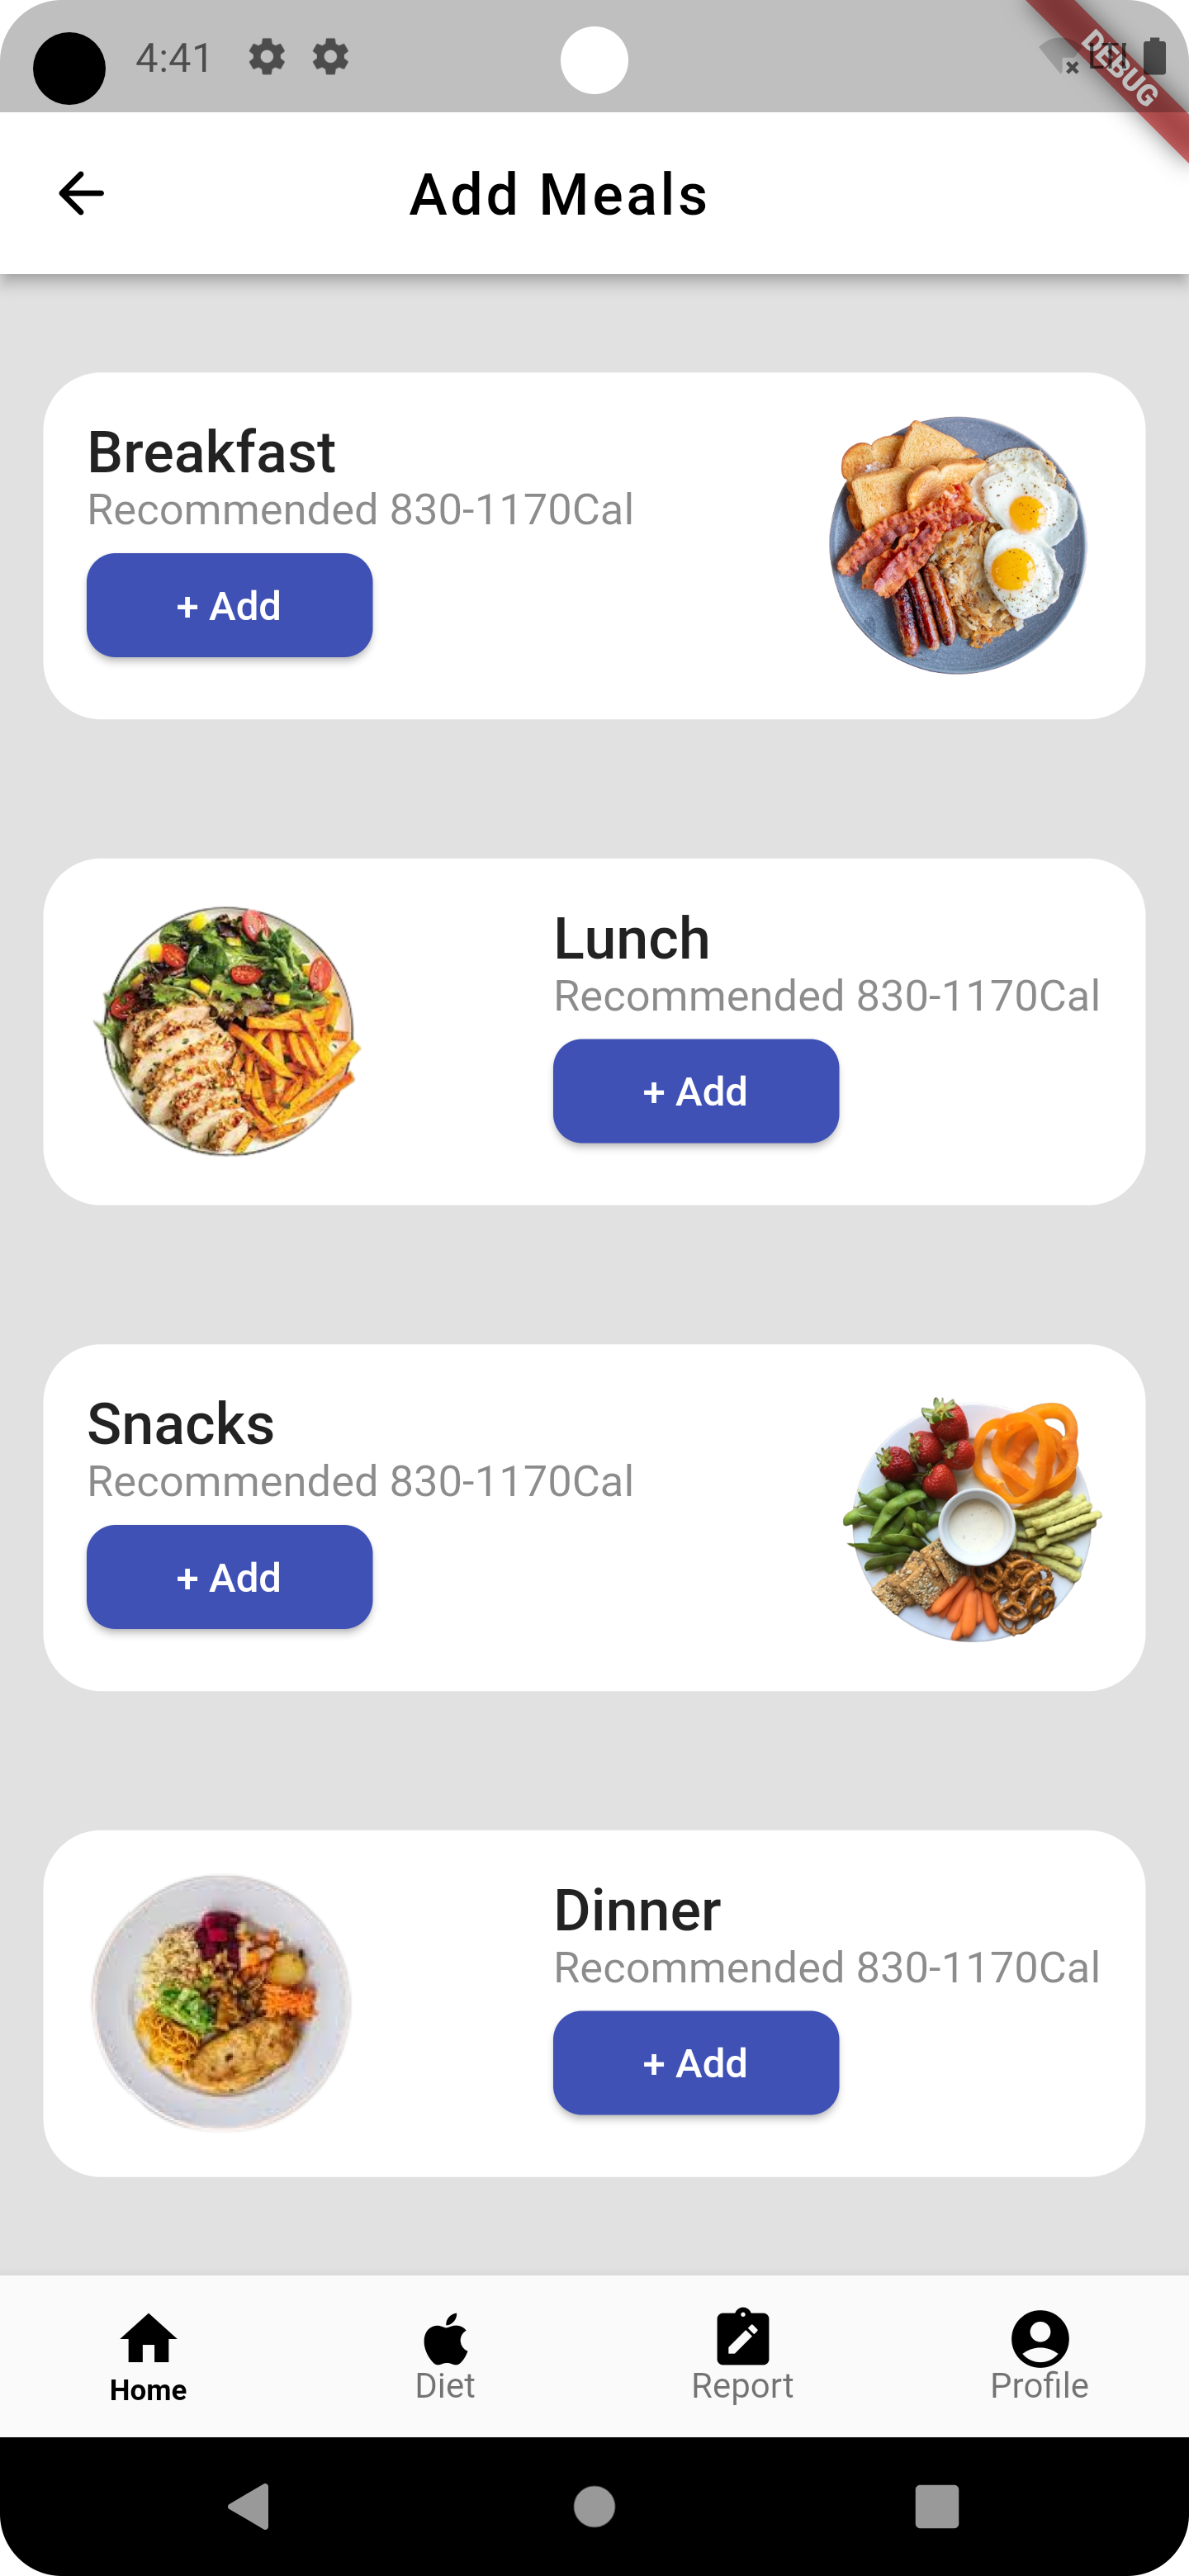 4:41
DEBUG
Add Meals
Breakfast
Recommended 830-1170Cal
+ Add
Lunch
Recommended 830-1170Cal
+ Add
Snacks
Recommended 830-1170Cal
+ Add
Dinner
Recommended 830-1170Cal
+ Add
Home
Diet
Report
Profile